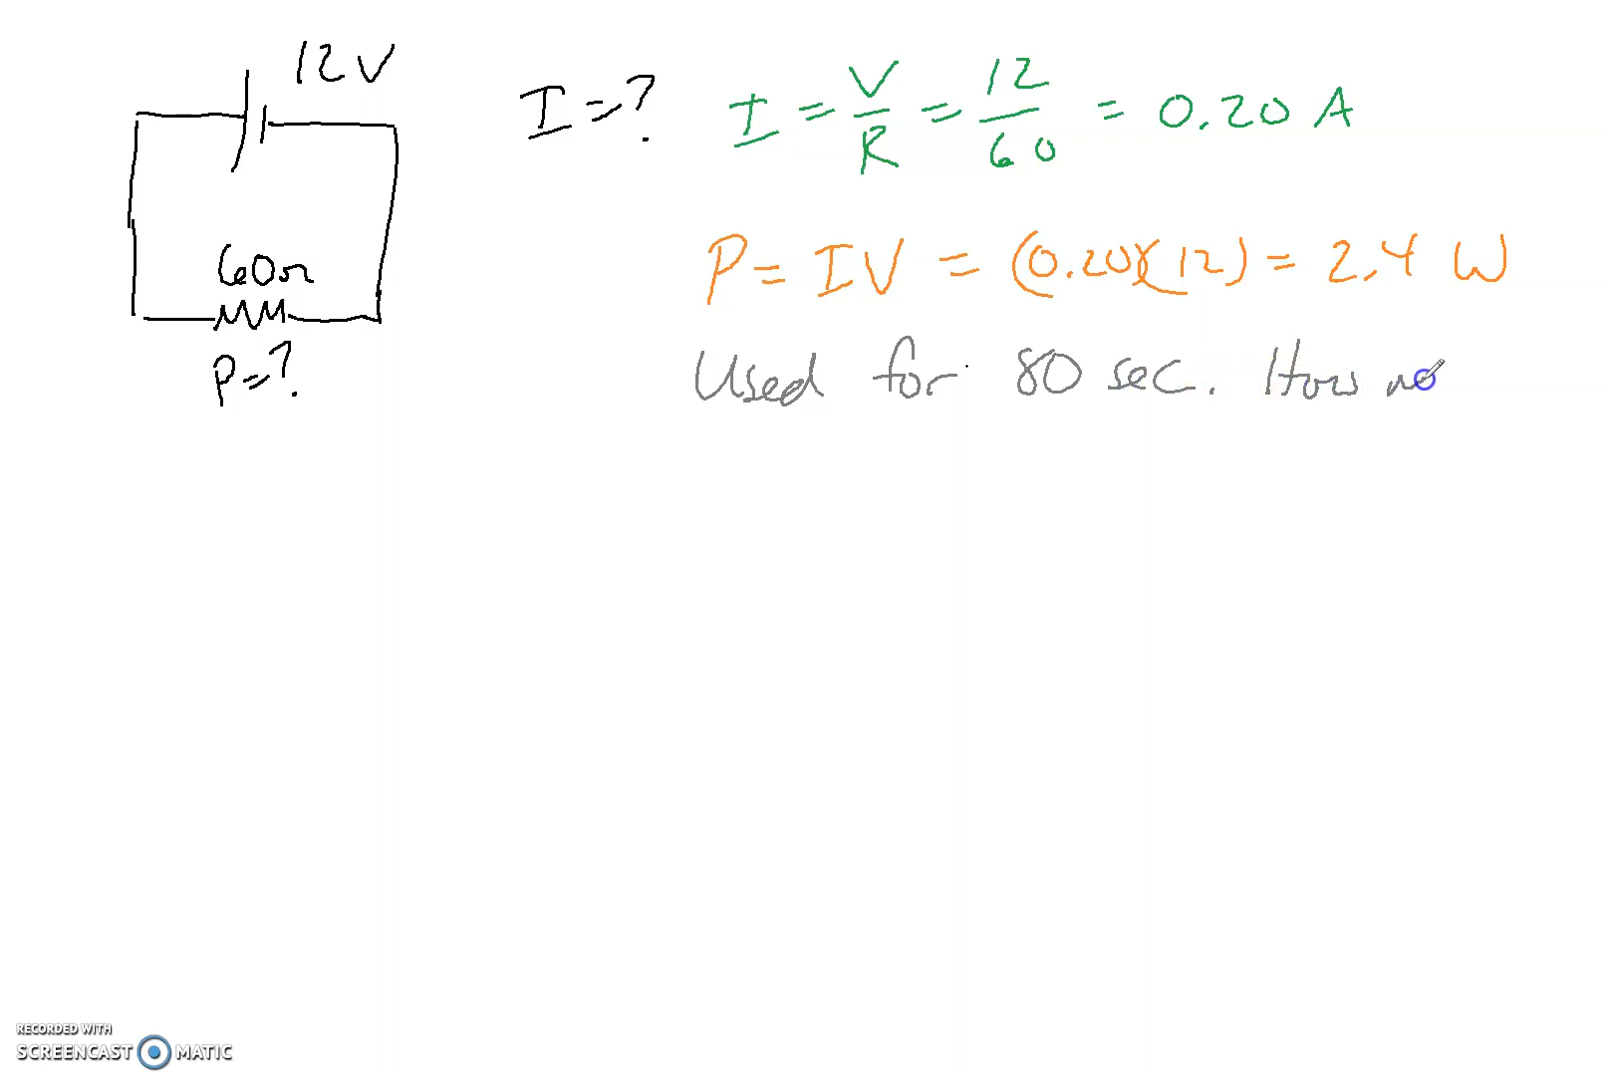 12V
I=? I = V/R = 12/60 = 0.20 A
P = IV = (0.20)(12) = 2.4 W
60Ω
P=?
Used for 80 sec. How
RECORDED WITH
SCREENCAST MATIC